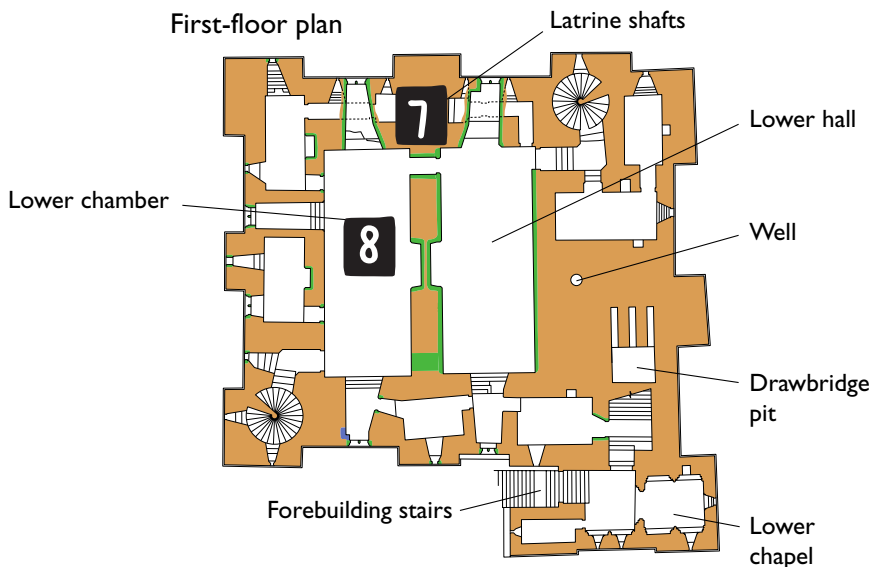 First-floor plan
Latrine shafts
7
Lower hall
Lower chamber
8
Well
Drawbridge
pit
Forebuilding stairs
Lower
chapel